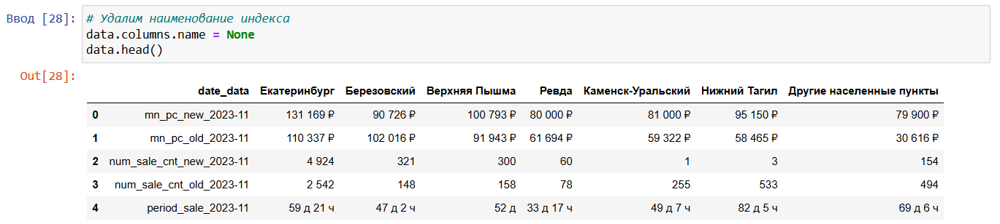 Ввод [28]: # Удалим наименование индекса
data.columns.name = None
data.head()
Out[28]:
date_data Екатеринбург Березовский Верхняя Пышма Ревда Каменск-Уральский Нижний Тагил Другие населенные пункты
0 mn_pc_new_2023-11 131 169 ₽ 90 726 ₽ 100 793 ₽ 80 000 ₽ 81 000 ₽ 95 150 ₽ 79 900 ₽
1 mn_pc_old_2023-11 110 337 ₽ 102 016 ₽ 91 943 ₽ 61 694 ₽ 59 322 ₽ 58 465 ₽ 30 616 ₽
2 num_sale_cnt_new_2023-11 4 924 321 300 60 1 3 154
3 num_sale_cnt_old_2023-11 2 542 148 158 78 255 533 494
4 period_sale_2023-11 59 д 21 ч 47 д 2 ч 52 д 33 д 17 ч 49 д 7 ч 82 д 5 ч 69 д 6 ч